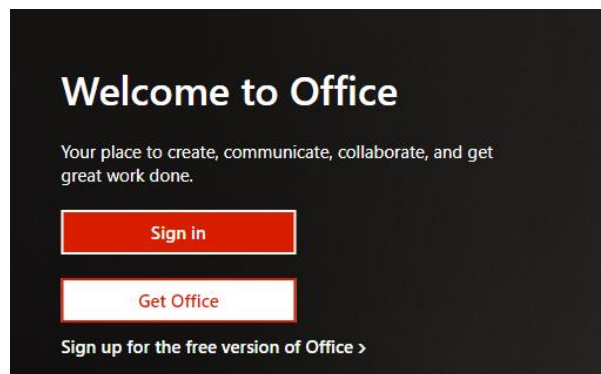 Welcome to Office
Your place to create, communicate, collaborate, and get
great work done.
Sign in
Get Office
Sign up for the free version of Office >